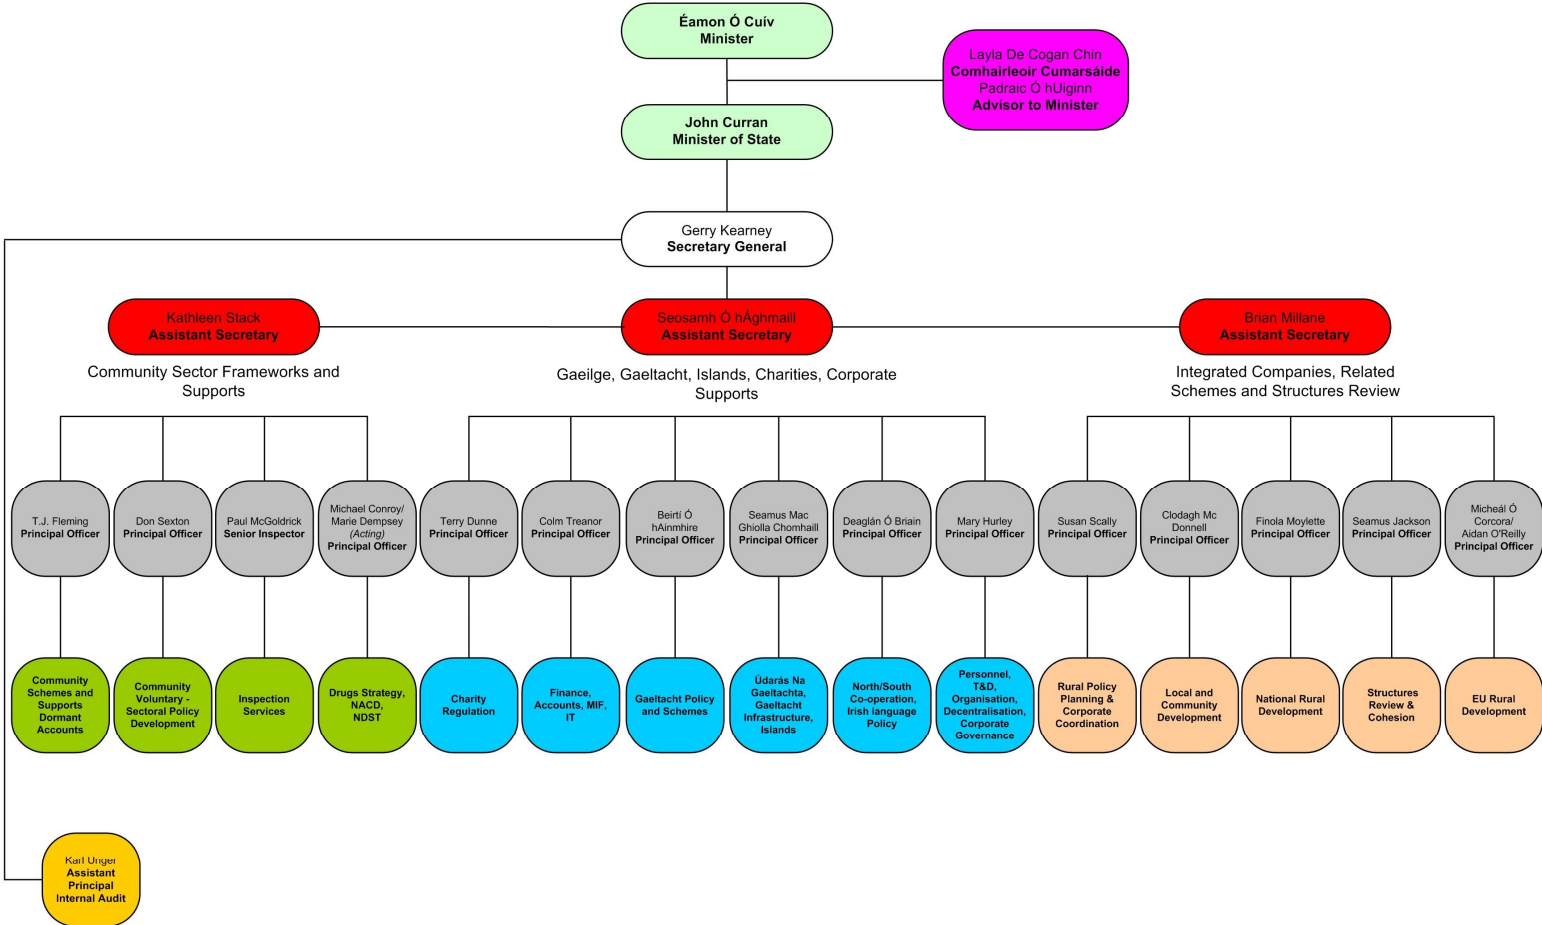 Éamon Ó Cuív
Minister
Layla De Cogan Chin
Comhairleoir Cumarsáide
Padraic Ó hUiginn
Advisor to Minister
John Curran
Minister of State
Gerry Kearney
Secretary General
Kathleen Stack
Assistant Secretary
Seosamh Ó hÁghmaill
Assistant Secretary
Brian Millane
Assistant Secretary
Community Sector Frameworks and
Supports
Gaeilge, Gaeltacht, Islands, Charities, Corporate
Supports
Integrated Companies, Related
Schemes and Structures Review
T.J. Fleming
Principal Officer
Don Sexton
Principal Officer
Paul McGoldrick
Senior Inspector
Michael Conroy/
Marie Dempsey
(Acting)
Principal Officer
Terry Dunne
Principal Officer
Colm Treanor
Principal Officer
Beirtí Ó
hAinmhire
Principal Officer
Seamus Mac
Ghiolla Chomhaill
Principal Officer
Deaglán Ó Briain
Principal Officer
Mary Hurley
Principal Officer
Susan Scally
Principal Officer
Clodagh Mc
Donnell
Principal Officer
Finola Moylette
Principal Officer
Seamus Jackson
Principal Officer
Micheál Ó
Corcora/
Aidan O'Reilly
Principal Officer
Community
Schemes and
Supports
Dormant
Accounts
Community
Voluntary -
Sectoral Policy
Development
Inspection
Services
Drugs Strategy,
NACD,
NDST
Charity
Regulation
Finance,
Accounts, MIF,
IT
Gaeltacht Policy
and Schemes
Údarás Na
Gaeltachta,
Gaeltacht
Infrastructure,
Islands
North/South
Co-operation,
Irish language
Policy
Personnel,
T&D,
Organisation,
Decentralisation,
Corporate
Governance
Rural Policy
Planning &
Corporate
Coordination
Local and
Community
Development
National Rural
Development
Structures
Review &
Cohesion
EU Rural
Development
Karl Unger
Assistant
Principal
Internal Audit